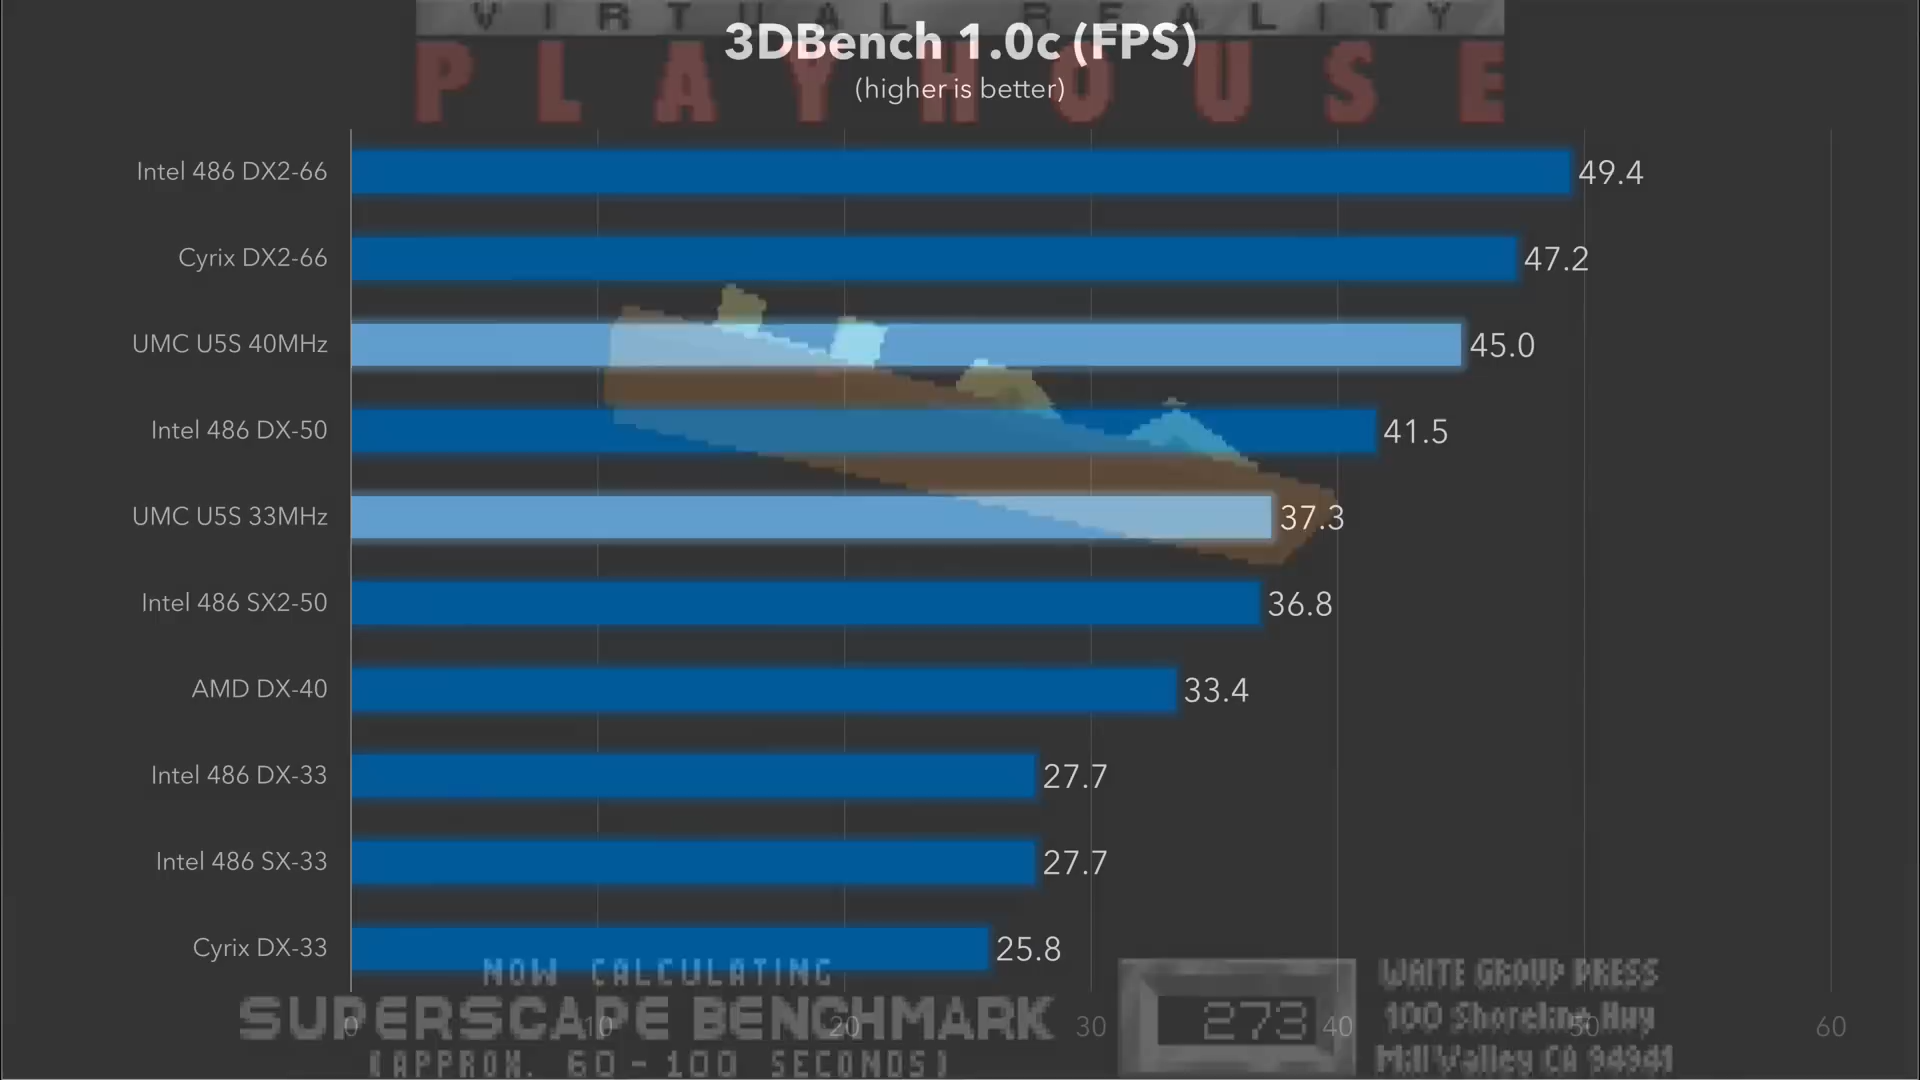 VIRTUAL REALITY
PLAYHOUSE
3DBench 1.0c (FPS)
(higher is better)
Intel 486 DX2-66 49.4
Cyrix DX2-66 47.2
UMC U5S 40MHz 45.0
Intel 486 DX-50 41.5
UMC U5S 33MHz 37.3
Intel 486 SX2-50 36.8
AMD DX-40 33.4
Intel 486 DX-33 27.7
Intel 486 SX-33 27.7
Cyrix DX-33 25.8
0 10 20 30 40 50 60
NOW CALCULATING
SUPERSCAPE BENCHMARK
(APPROX. 60-100 SECONDS)
273
WAITE GROUP PRESS
100 Shoreline Hwy
Mill Valley CA 94941